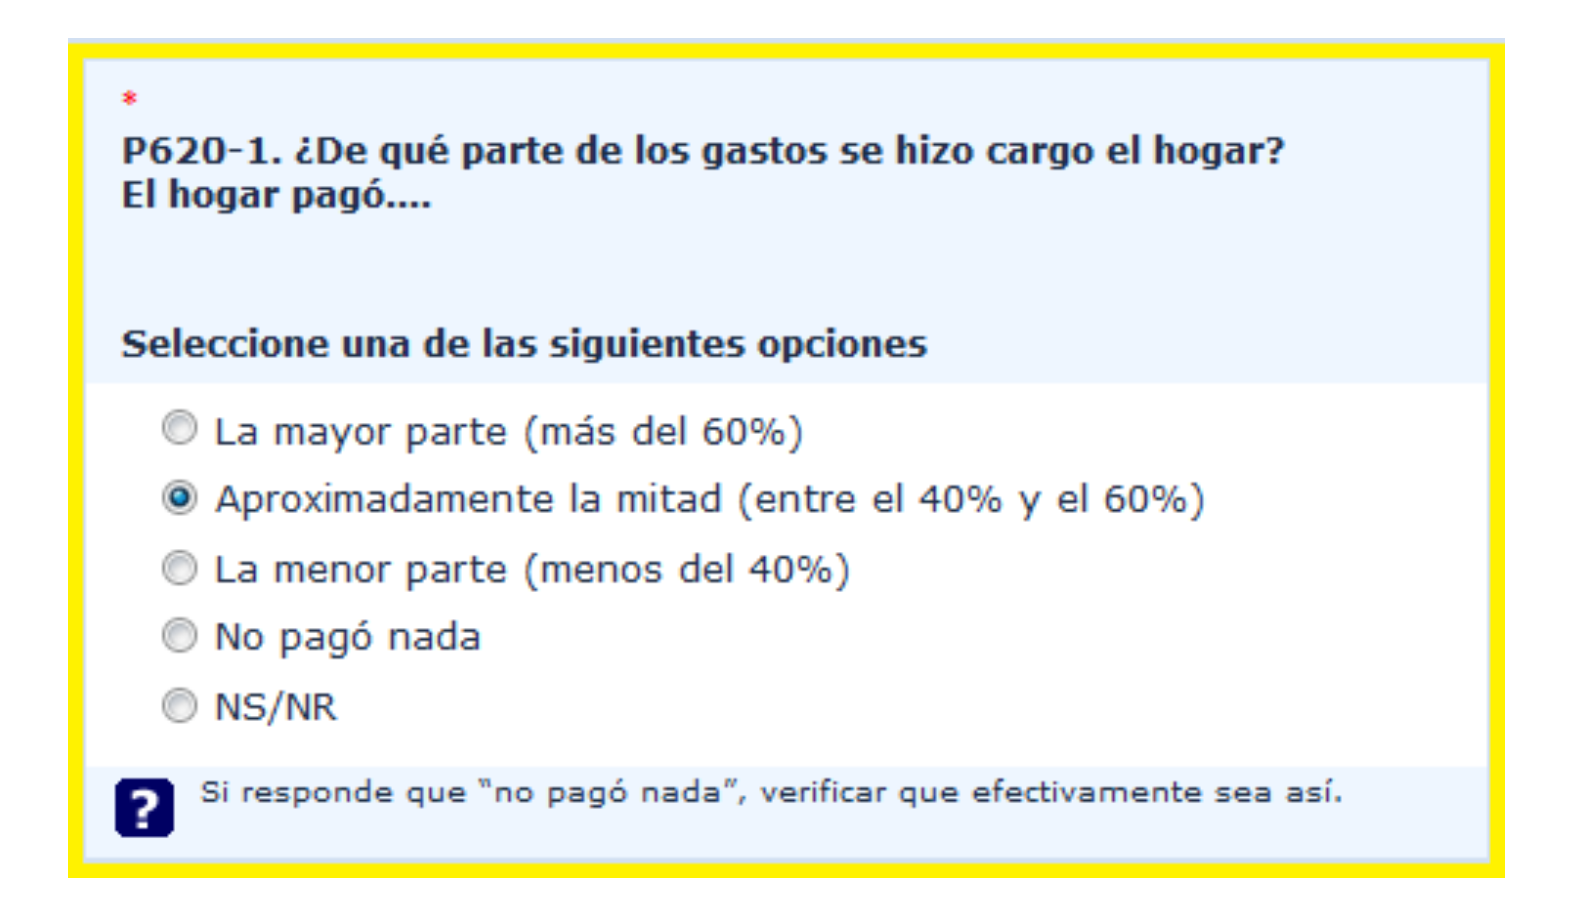 *
P620-1. ¿De qué parte de los gastos se hizo cargo el hogar?
El hogar pagó....
Seleccione una de las siguientes opciones
La mayor parte (más del 60%)
Aproximadamente la mitad (entre el 40% y el 60%)
La menor parte (menos del 40%)
No pagó nada
NS/NR
? Si responde que “no pagó nada”, verificar que efectivamente sea así.